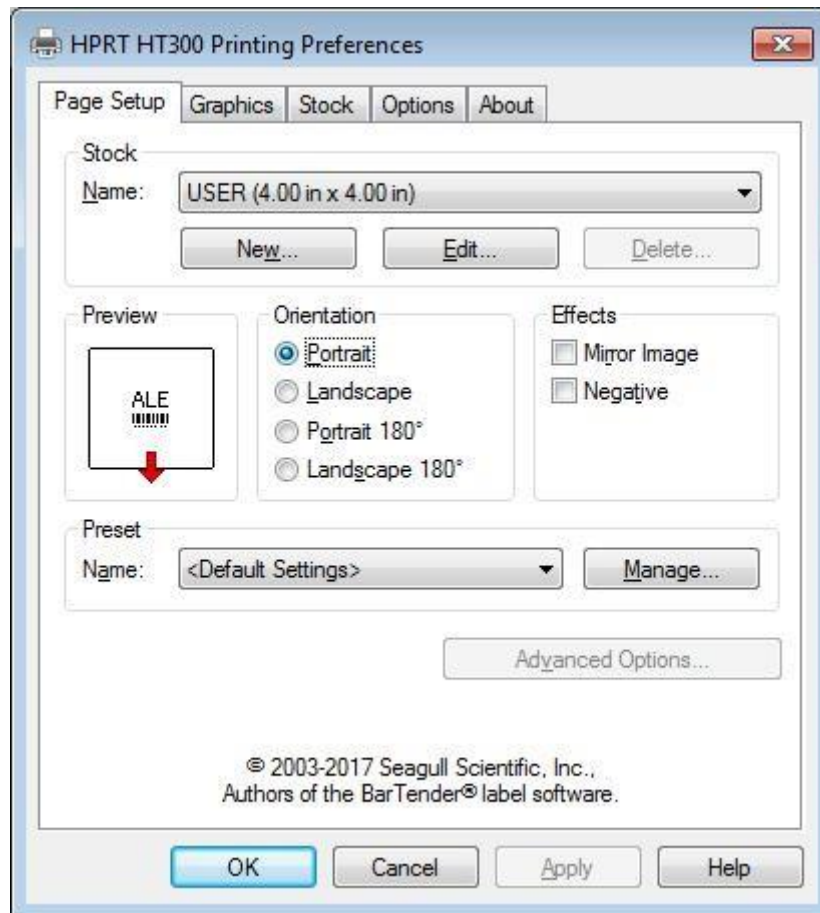 HPRT HT300 Printing Preferences
Page Setup Graphics Stock Options About
Stock
Name: USER (4.00 in x 4.00 in)
New... Edit... Delete...
Preview Orientation Effects
ALE
Portrait
Landscape
Portrait 180°
Landscape 180°
Mirror Image
Negative
Preset
Name: <Default Settings> Manage...
Advanced Options...
© 2003-2017 Seagull Scientific, Inc.,
Authors of the BarTender® label software.
OK Cancel Apply Help